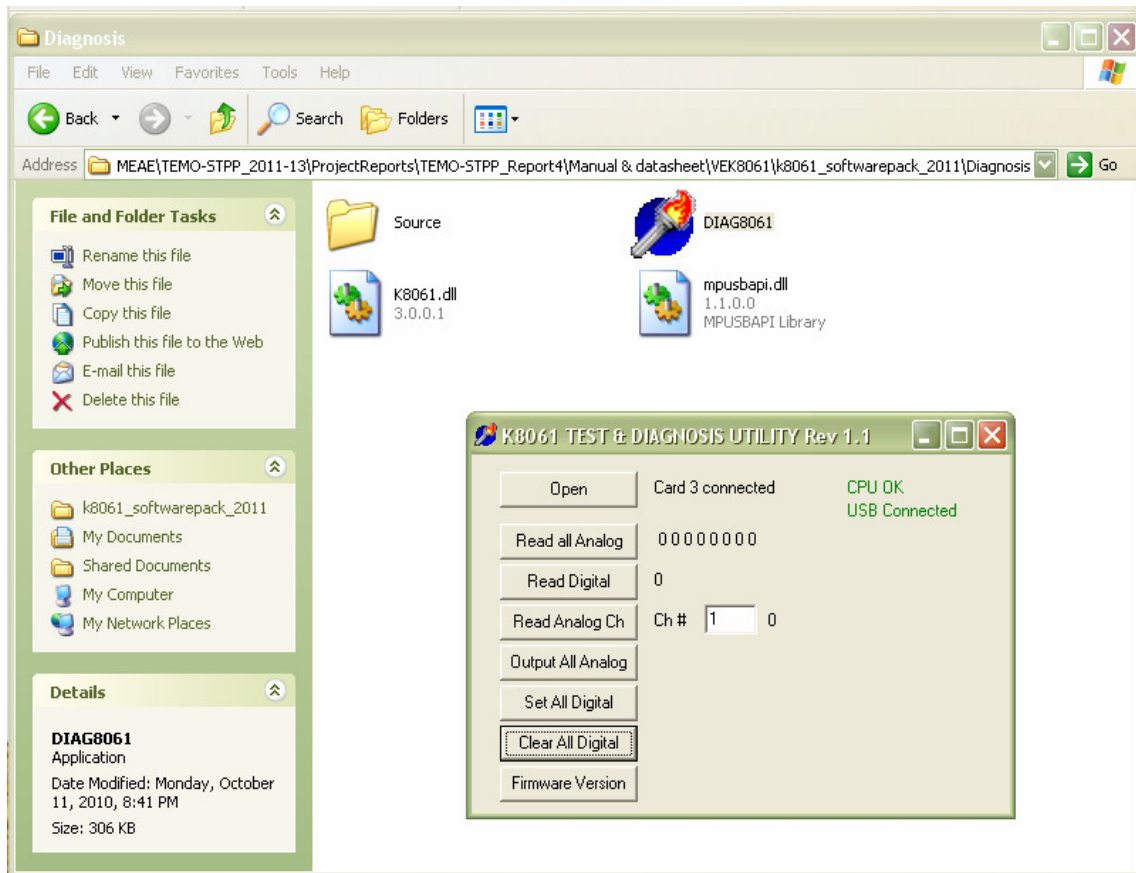 Diagnosis
File Edit View Favorites Tools Help
Back Search Folders
Address MEAE\TEMO-STPP_2011-13\ProjectReports\TEMO-STPP_Report4\Manual & datasheet\VEK8061\k8061_softwarepack_2011\Diagnosis Go
File and Folder Tasks
Rename this file
Move this file
Copy this file
Publish this file to the Web
E-mail this file
Delete this file
Other Places
k8061_softwarepack_2011
My Documents
Shared Documents
My Computer
My Network Places
Details
DIAG8061
Application
Date Modified: Monday, October
11, 2010, 8:41 PM
Size: 306 KB
Source
DIAG8061
K8061.dll
3.0.0.1
mpusbapi.dll
1.1.0.0
MPUSBAPI Library
K8061 TEST & DIAGNOSIS UTILITY Rev 1.1
Open Card 3 connected CPU OK
USB Connected
Read all Analog 0 0 0 0 0 0 0 0
Read Digital 0
Read Analog Ch Ch # 1 0
Output All Analog
Set All Digital
Clear All Digital
Firmware Version